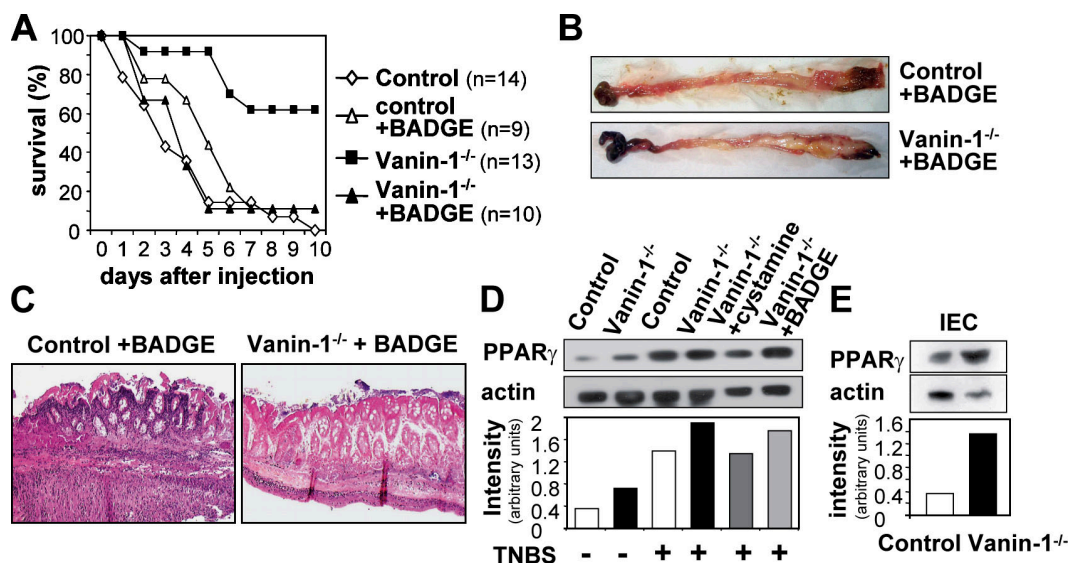 A
survival (%)
100
80
60
40
20
0
0 1 2 3 4 5 6 7 8 9 10
days after injection
Control (n=14)
control
+BADGE (n=9)
Vanin-1-/- (n=13)
Vanin-1-/-
+BADGE (n=10)
B
Control
+BADGE
Vanin-1-/-
+BADGE
C
Control +BADGE
Vanin-1-/- + BADGE
D
Control
Vanin-1-/-
Control
Vanin-1-/-
Vanin-1-/-
+cystamine
Vanin-1-/-
+BADGE
PPARγ
actin
Intensity
(arbitrary units)
2
1.6
1.2
0.8
0.4
0
TNBS - - + + + +
E
IEC
PPARγ
actin
intensity
(arbitrary units)
1.6
1.2
0.8
0.4
0
Control Vanin-1-/-